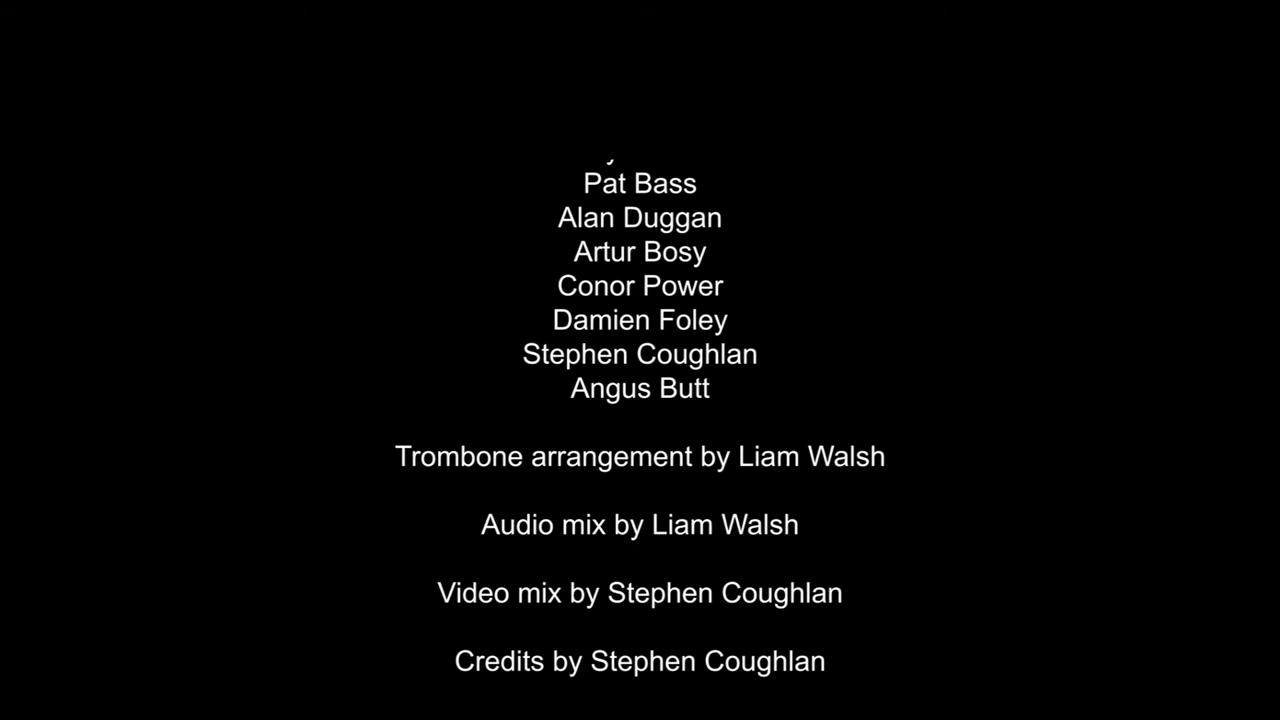 Pat Bass
Alan Duggan
Artur Bosy
Conor Power
Damien Foley
Stephen Coughlan
Angus Butt
Trombone arrangement by Liam Walsh
Audio mix by Liam Walsh
Video mix by Stephen Coughlan
Credits by Stephen Coughlan